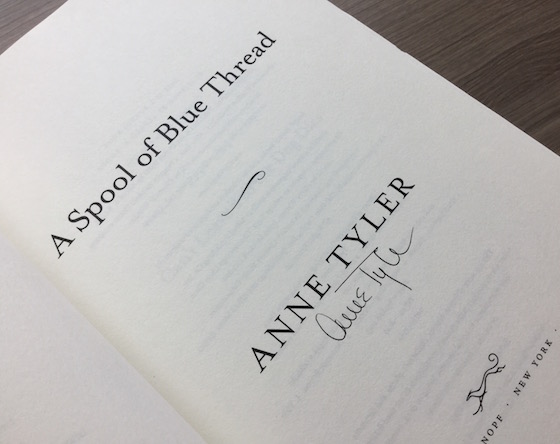 A Spool of Blue Thread
ANNE TYLER
Anne Tyler
NOPF · NEW YORK ·